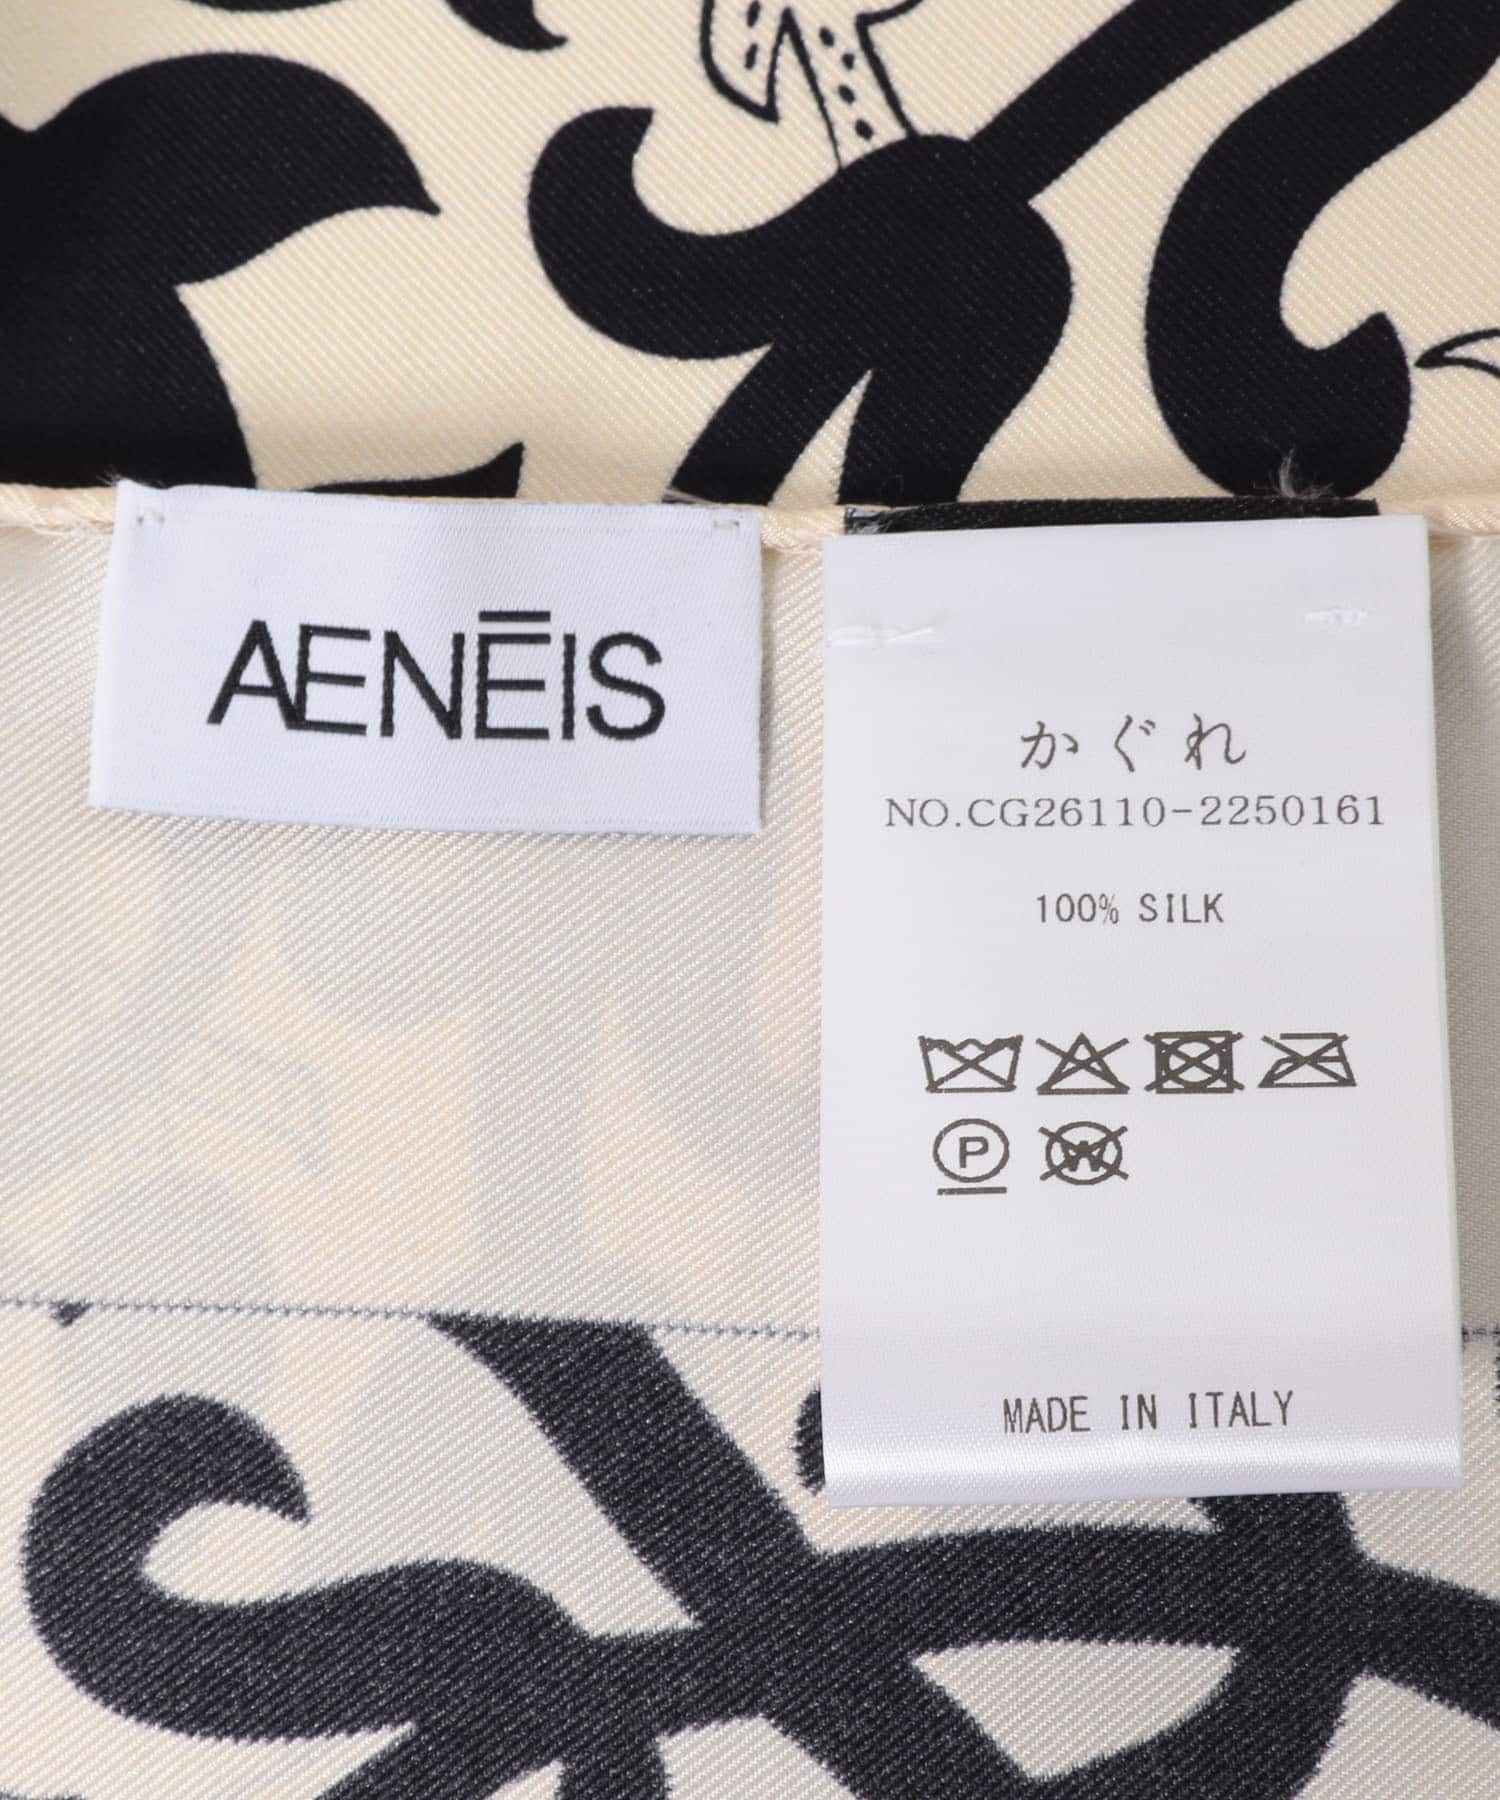 AENĒIS
かぐれ
NO.CG26110-2250161
100% SILK
P
W
MADE IN ITALY